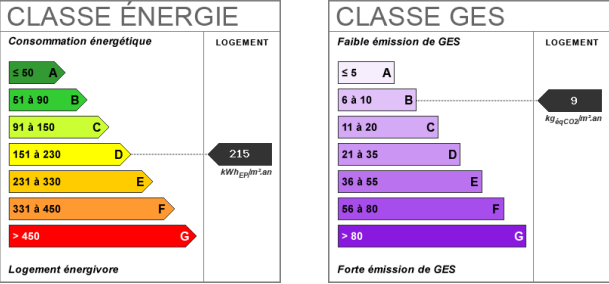 CLASSE ÉNERGIE
Consommation énergétique
LOGEMENT
≤ 50 A
51 à 90 B
91 à 150 C
151 à 230 D
215
kWhEP/m².an
231 à 330 E
331 à 450 F
> 450 G
Logement énergivore
CLASSE GES
Faible émission de GES
LOGEMENT
≤ 5 A
6 à 10 B
9
kgéqCO2/m².an
11 à 20 C
21 à 35 D
36 à 55 E
56 à 80 F
> 80 G
Forte émission de GES